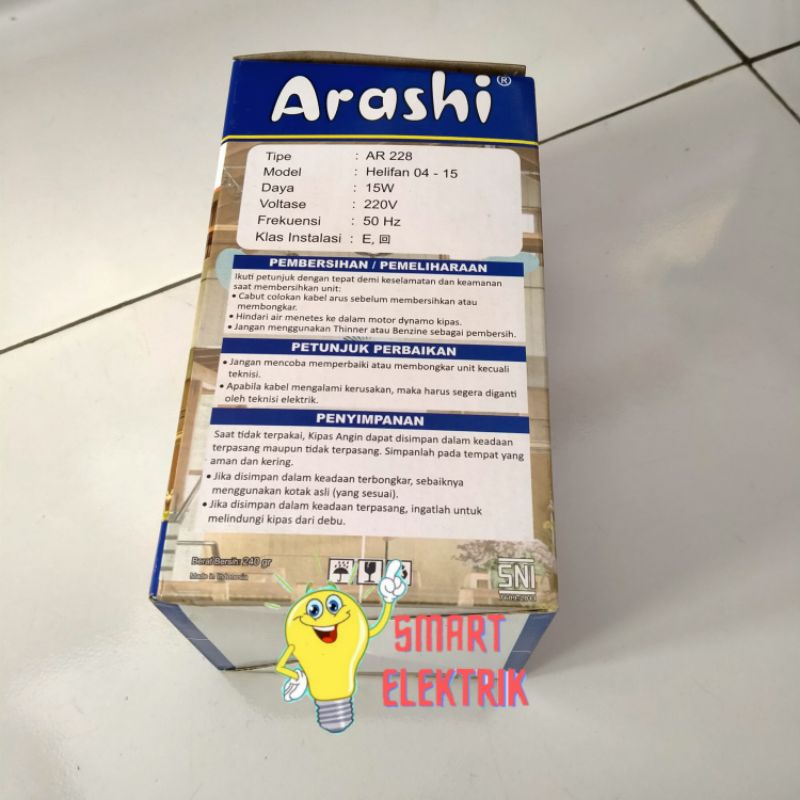 Arashi®
Tipe : AR 228
Model : Helifan 04 - 15
Daya : 15W
Voltase : 220V
Frekuensi : 50 Hz
Klas Instalasi : E, 回
PEMBERSIHAN / PEMELIHARAAN
Ikuti petunjuk dengan tepat demi keselamatan dan keamanan
saat membersihkan unit:
• Cabut colokan kabel arus sebelum membersihkan atau
membongkar.
• Hindari air menetes ke dalam motor dynamo kipas.
• Jangan menggunakan Thinner atau Benzine sebagai pembersih.
PETUNJUK PERBAIKAN
• Jangan mencoba memperbaiki atau membongkar unit kecuali
teknisi.
• Apabila kabel mengalami kerusakan, maka harus segera diganti
oleh teknisi elektrik.
PENYIMPANAN
Saat tidak terpakai, Kipas Angin dapat disimpan dalam keadaan
terpasang maupun tidak terpasang. Simpanlah pada tempat yang
aman dan kering.
• Jika disimpan dalam keadaan terbongkar, sebaiknya
menggunakan kotak asli (yang sesuai).
• Jika disimpan dalam keadaan terpasang, ingatlah untuk
melindungi kipas dari debu.
Berat Bersih: 240 gr
Made in Indonesia
SNI
SMART
ELEKTRIK